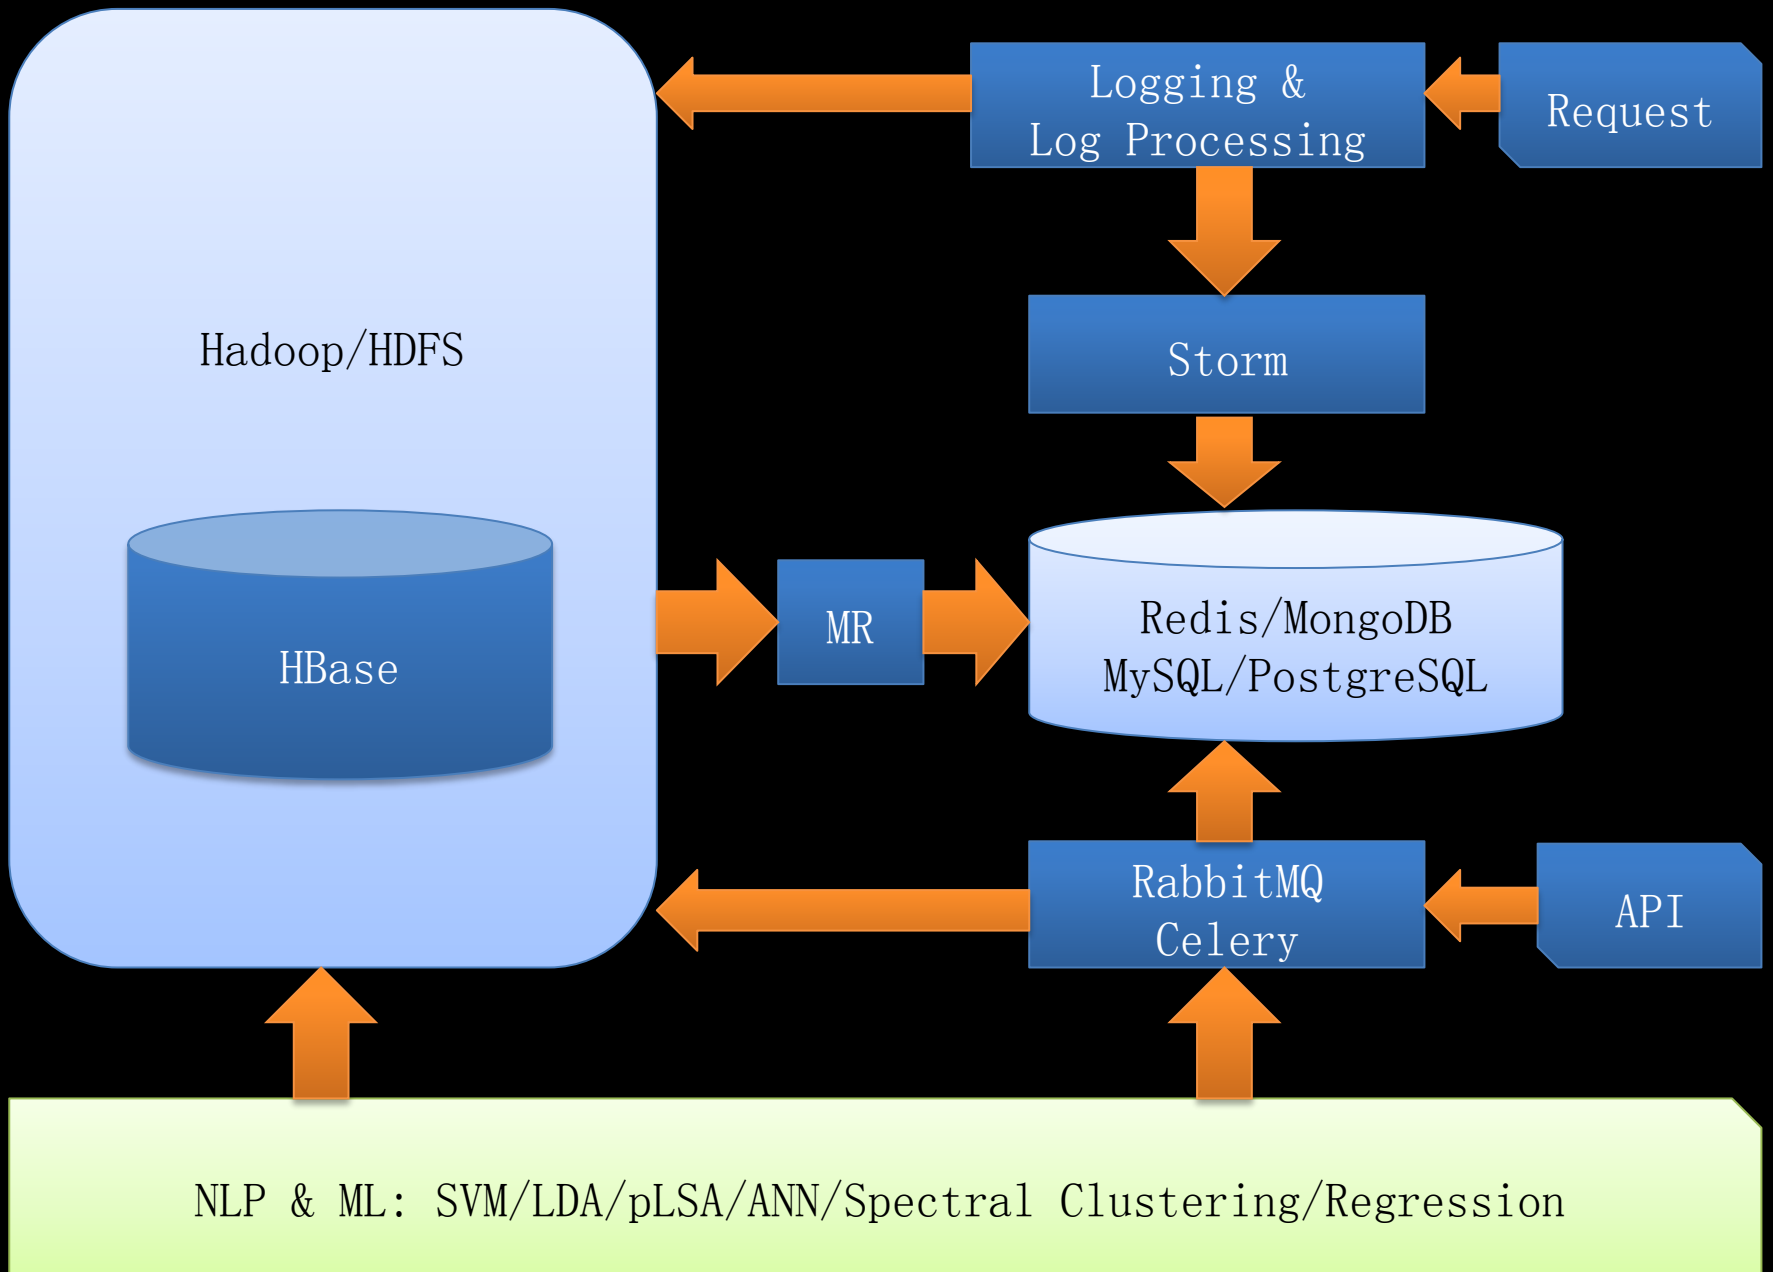 Logging &
Log Processing
Request
Hadoop/HDFS
Storm
HBase
MR
Redis/MongoDB
MySQL/PostgreSQL
RabbitMQ
Celery
API
NLP & ML: SVM/LDA/pLSA/ANN/Spectral Clustering/Regression